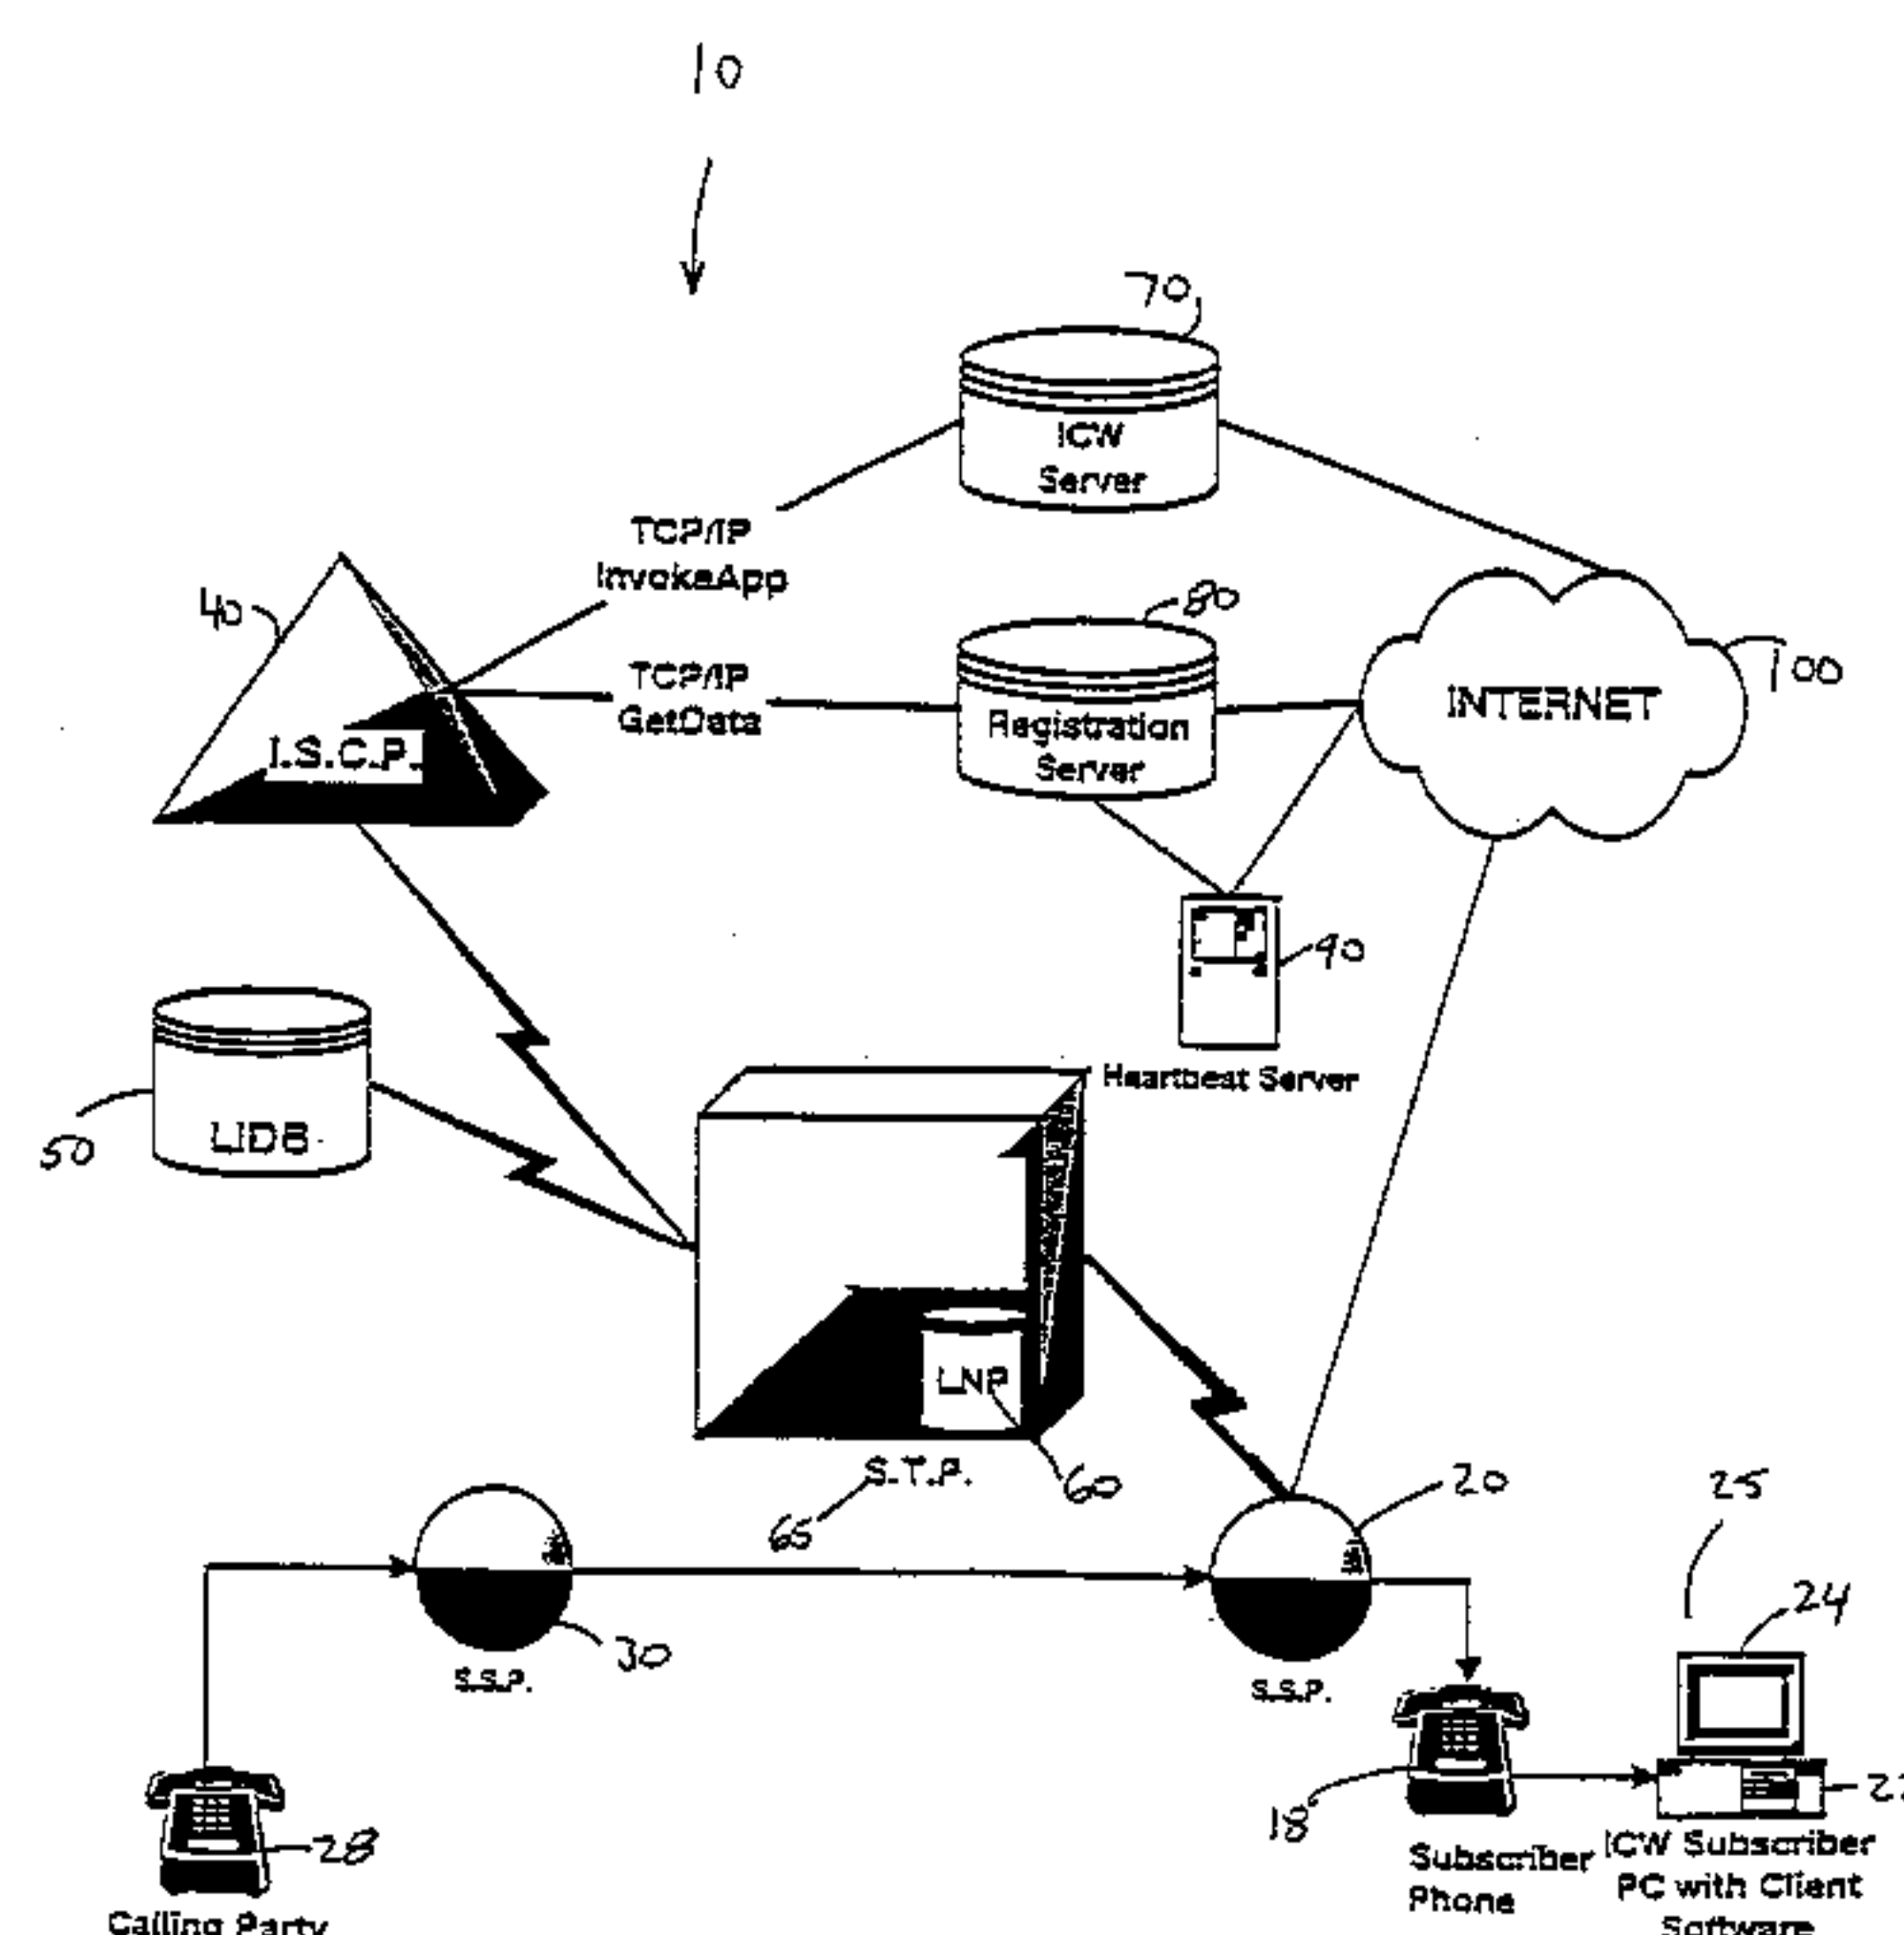 10
70
ICW
Server
TCP/IP
InvokeApp
40
80
TCP/IP
GetData
I.S.C.P.
Registration
Server
INTERNET
100
90
Heartbeat Server
LIDB
50
LNP
S.T.P.
60
65
20
25
24
30
S.S.P.
S.S.P.
18
28
Subscriber
Phone
ICW Subscriber
PC with Client
Software
Calling Party